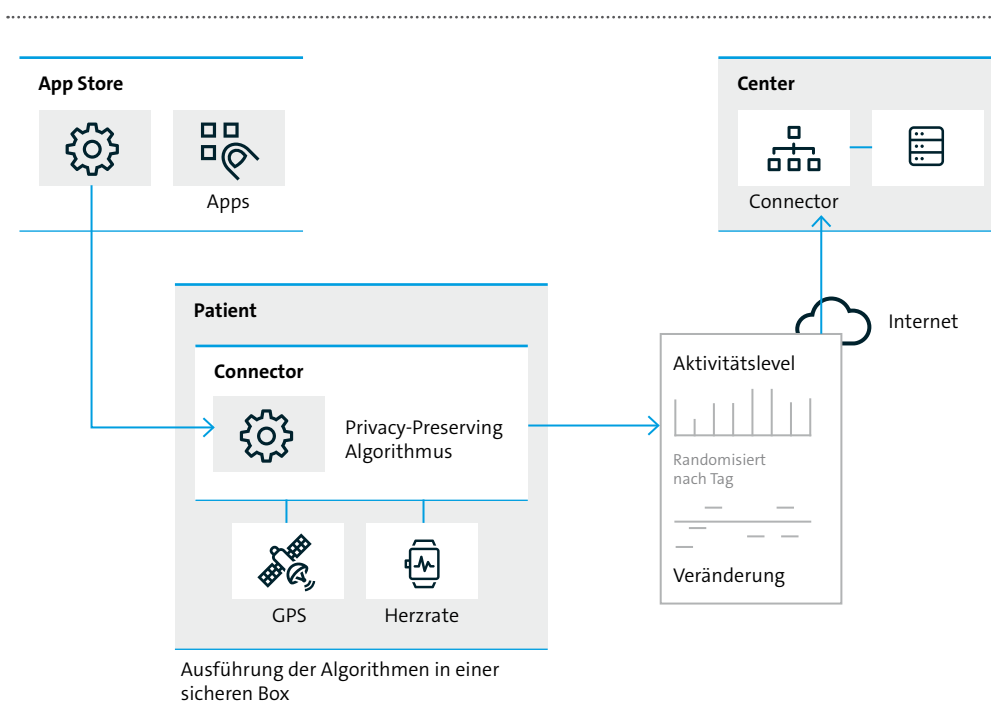 App Store
Apps
Center
Connector
Patient
Connector
Privacy-Preserving
Algorithmus
GPS
Herzrate
Ausführung der Algorithmen in einer
sicheren Box
Internet
Aktivitätslevel
Randomisiert
nach Tag
Veränderung